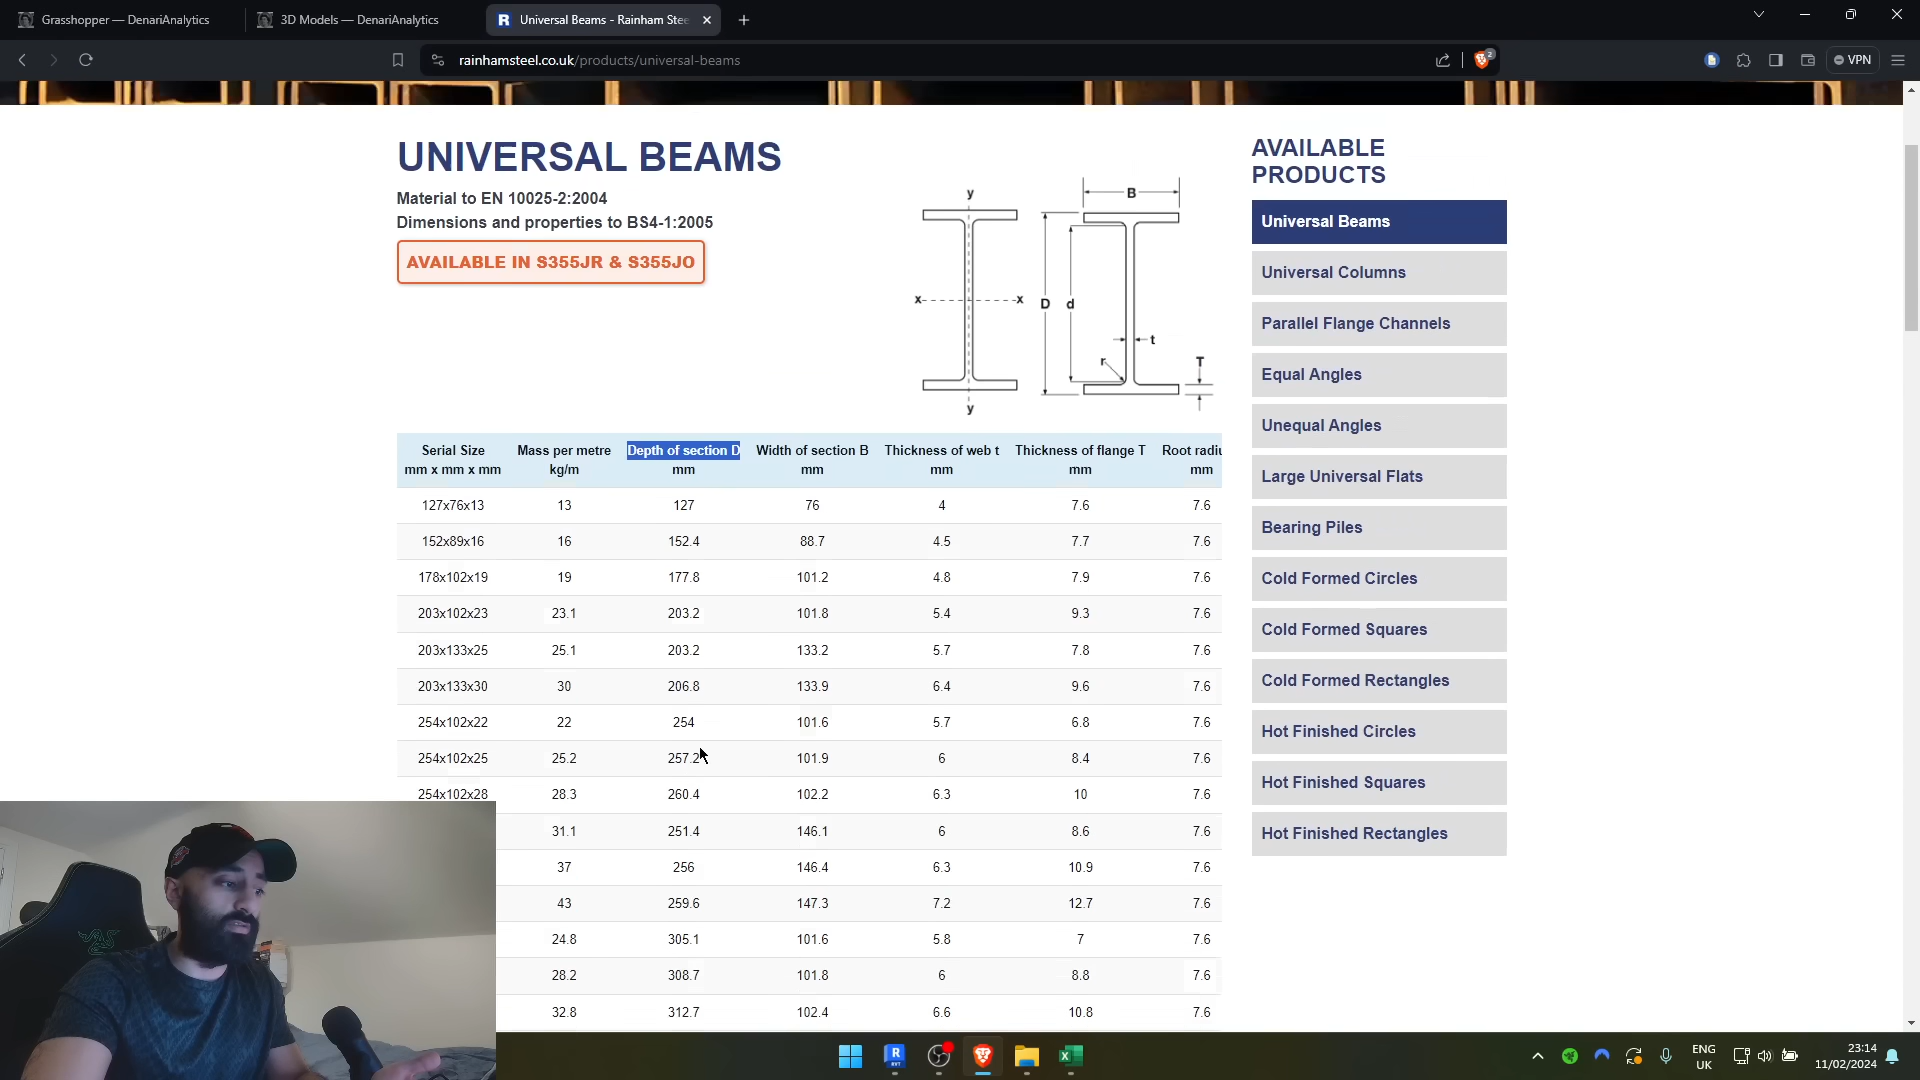 Grasshopper — DenariAnalytics
3D Models — DenariAnalytics
R Universal Beams - Rainham Stee
rainhamsteel.co.uk/products/universal-beams
2
VPN
UNIVERSAL BEAMS
Material to EN 10025-2:2004
Dimensions and properties to BS4-1:2005
AVAILABLE IN S355JR & S355JO
y
x x
y
B
D d
t
r
T
Serial Size Mass per metre Depth of section D Width of section B Thickness of web t Thickness of flange T Root radiu
mm x mm x mm kg/m mm mm mm mm mm
127x76x13 13 127 76 4 7.6 7.6
152x89x16 16 152.4 88.7 4.5 7.7 7.6
178x102x19 19 177.8 101.2 4.8 7.9 7.6
203x102x23 23.1 203.2 101.8 5.4 9.3 7.6
203x133x25 25.1 203.2 133.2 5.7 7.8 7.6
203x133x30 30 206.8 133.9 6.4 9.6 7.6
254x102x22 22 254 101.6 5.7 6.8 7.6
254x102x25 25.2 257.2 101.9 6 8.4 7.6
254x102x28 28.3 260.4 102.2 6.3 10 7.6
31.1 251.4 146.1 6 8.6 7.6
37 256 146.4 6.3 10.9 7.6
43 259.6 147.3 7.2 12.7 7.6
24.8 305.1 101.6 5.8 7 7.6
28.2 308.7 101.8 6 8.8 7.6
32.8 312.7 102.4 6.6 10.8 7.6
AVAILABLE
PRODUCTS
Universal Beams
Universal Columns
Parallel Flange Channels
Equal Angles
Unequal Angles
Large Universal Flats
Bearing Piles
Cold Formed Circles
Cold Formed Squares
Cold Formed Rectangles
Hot Finished Circles
Hot Finished Squares
Hot Finished Rectangles
R
RVT
ENG
UK
23:14
11/02/2024